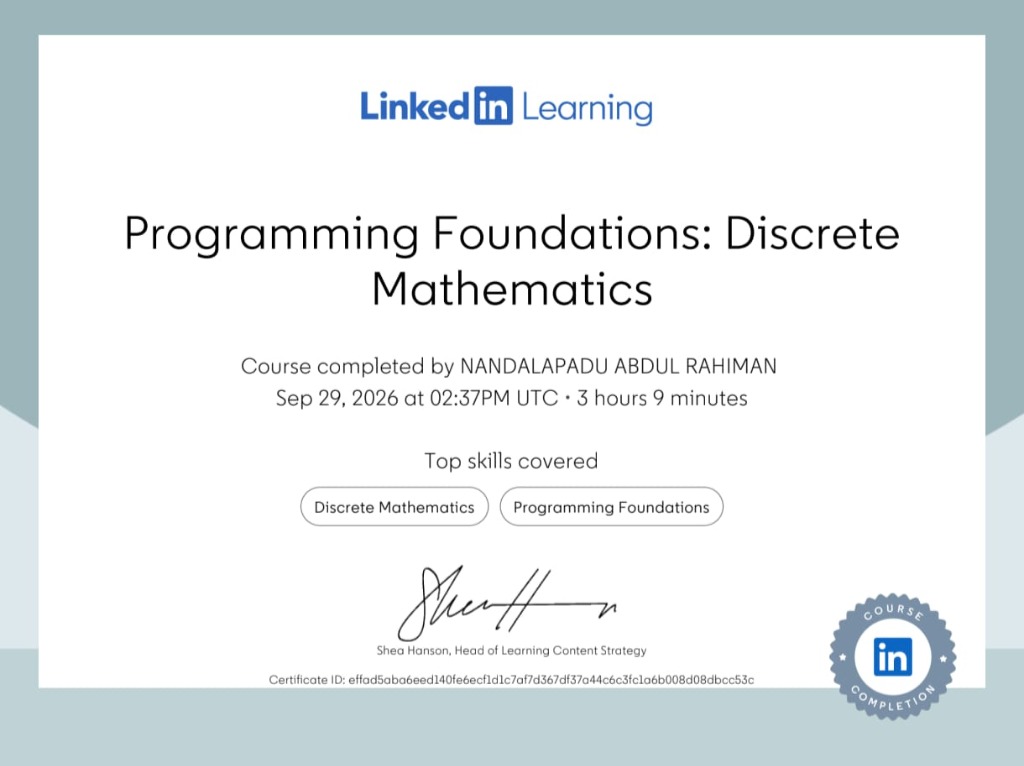 Linked in Learning
Programming Foundations: Discrete
Mathematics
Course completed by NANDALAPADU ABDUL RAHIMAN
Sep 29, 2026 at 02:37PM UTC • 3 hours 9 minutes
Top skills covered
Discrete Mathematics
Programming Foundations
Shea Hanson, Head of Learning Content Strategy
Certificate ID: effad5aba6eed140fe6ecf1d1c7af7d367df37a44c6c3fc1a6b008d08dbcc53c
COURSE
in
COMPLETION